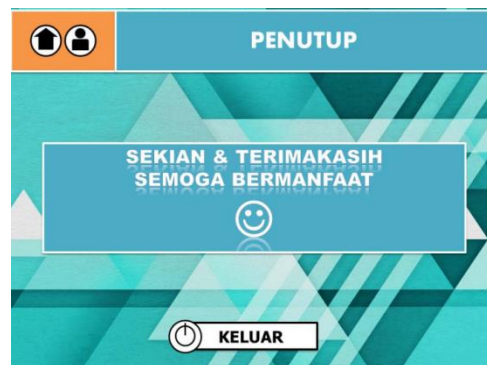 PENUTUP
SEKIAN & TERIMAKASIH
SEMOGA BERMANFAAT
KELUAR